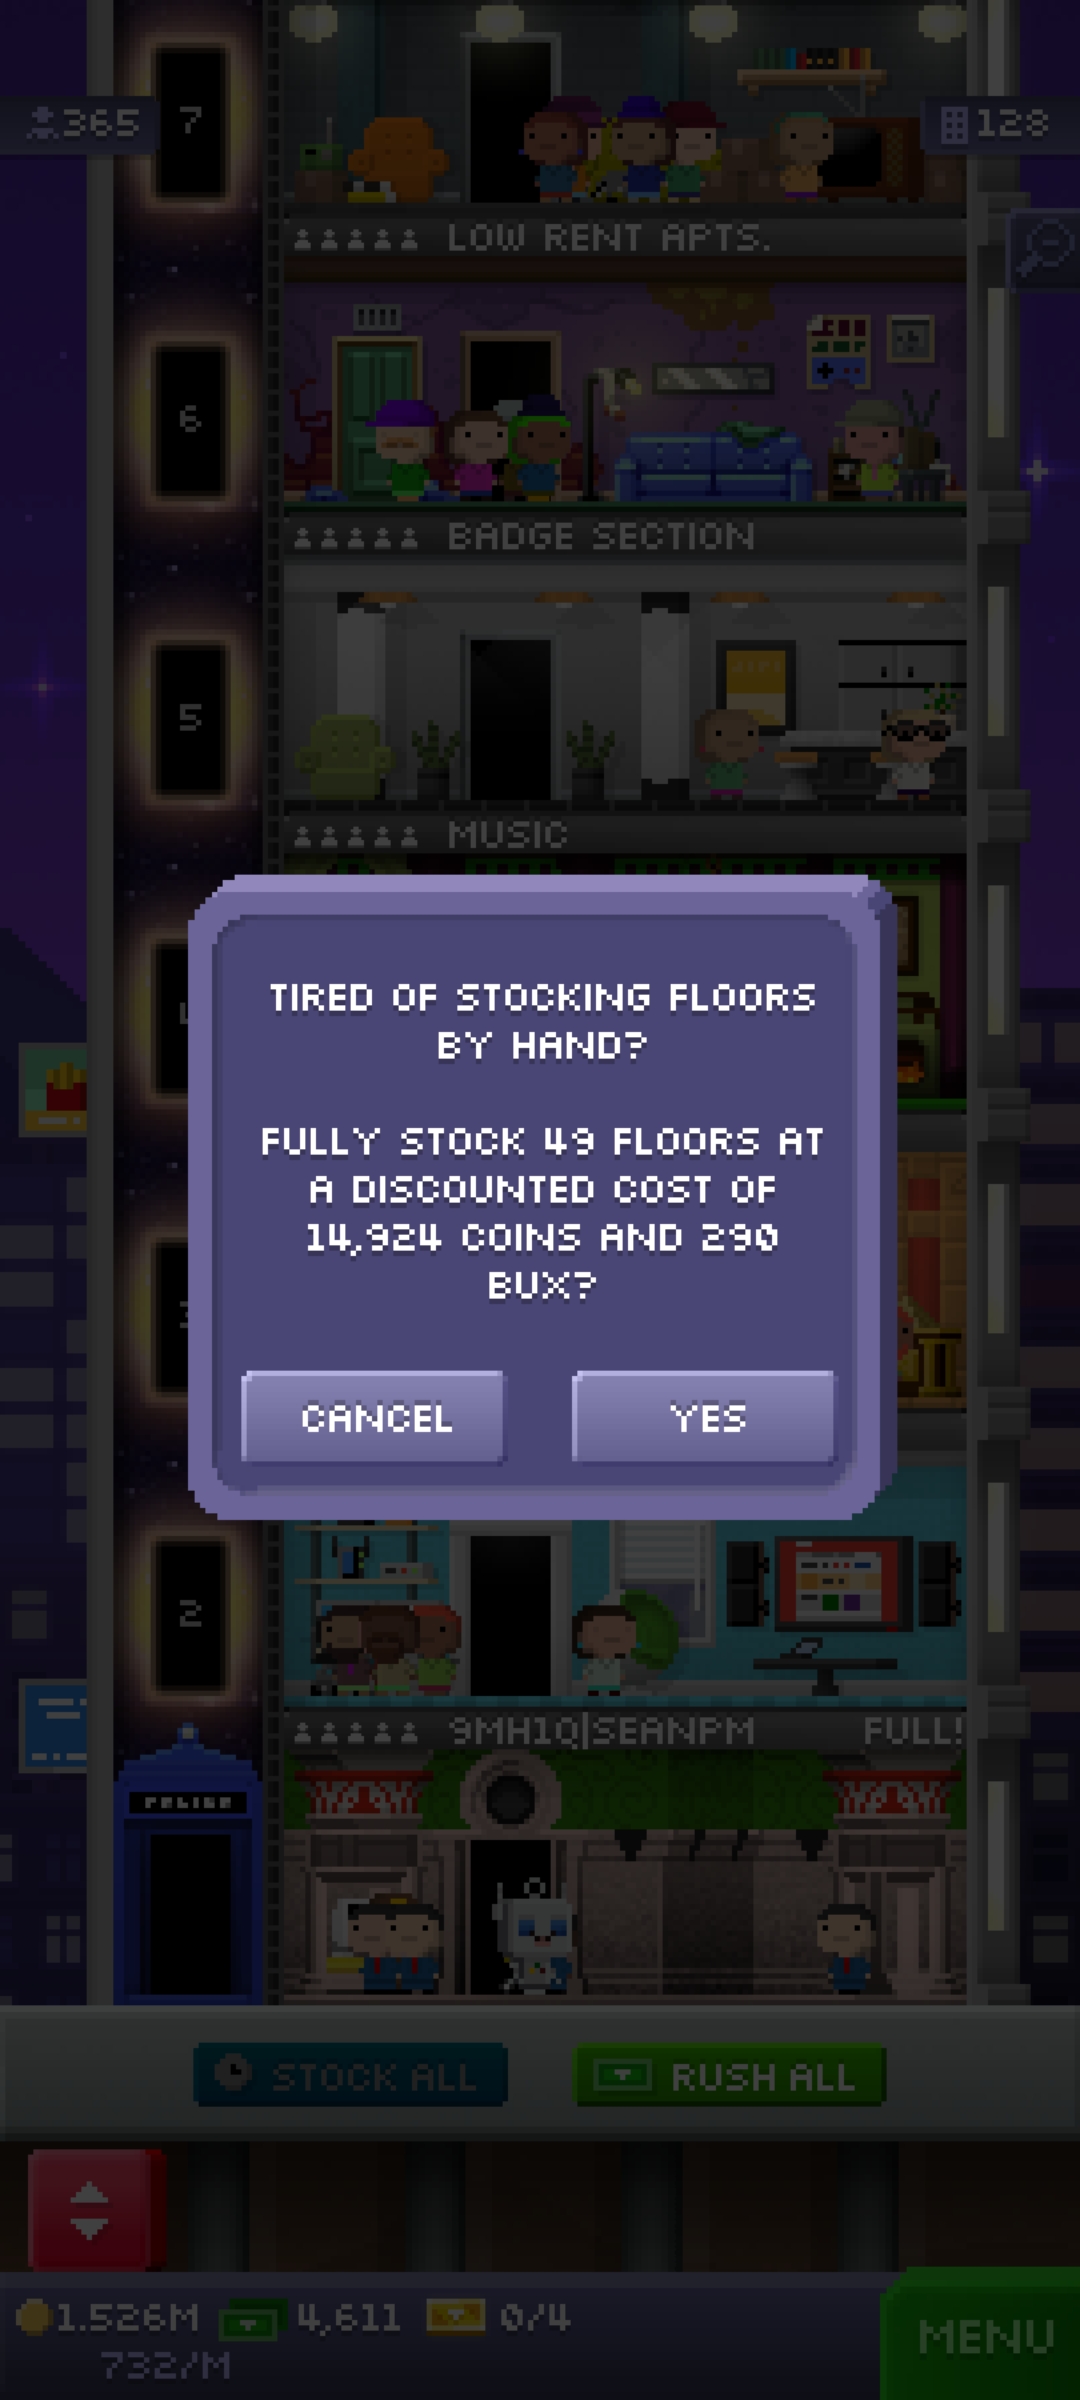 7
365
128
LOW RENT APTS.
6
BADGE SECTION
5
MUSIC
TIRED OF STOCKING FLOORS
BY HAND?
FULLY STOCK 49 FLOORS AT
A DISCOUNTED COST OF
14,924 COINS AND 290
BUX?
CANCEL
YES
2
9MH1Q|SEANPM
FULL!
POLICE
STOCK ALL
RUSH ALL
1.526M
4,611
0/4
732/M
MENU